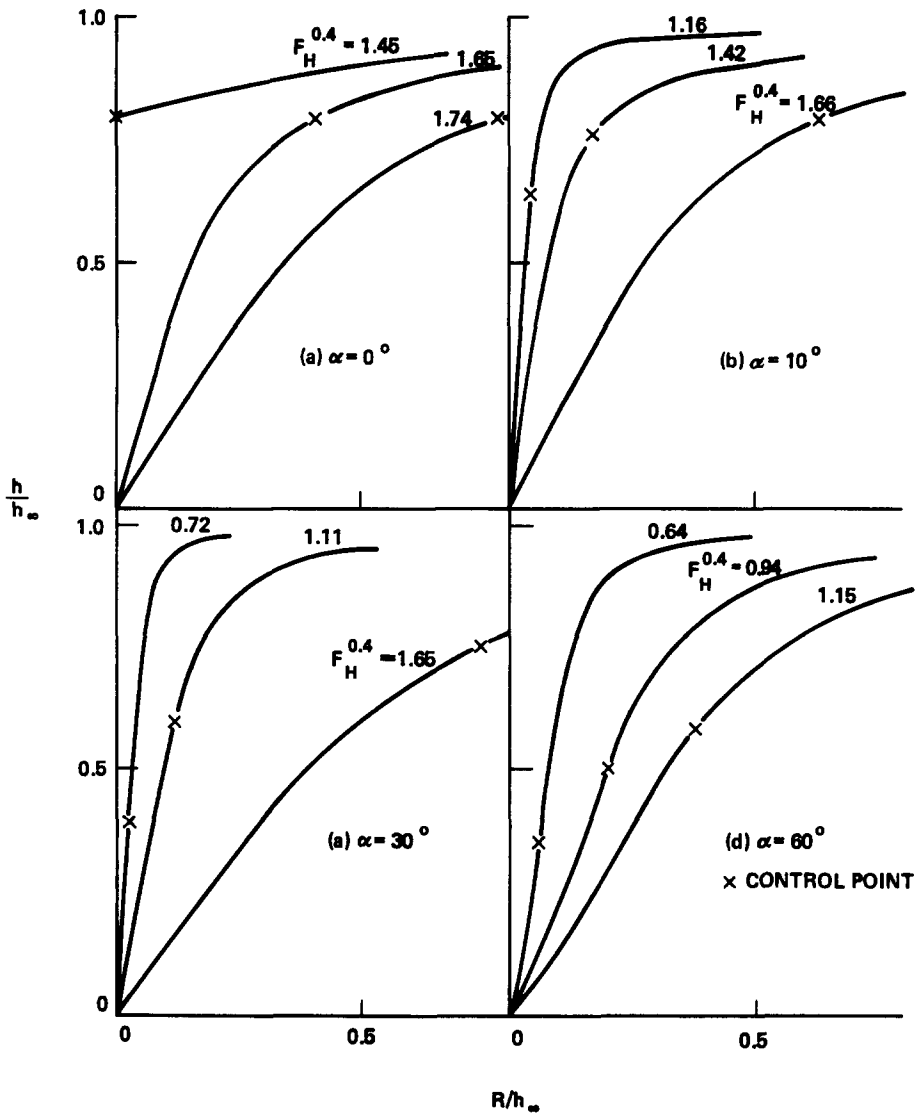 1.0
F_H^0.4 = 1.45
1.65
1.74
0.5
(a) α = 0 °
0
1.16
1.42
F_H^0.4 = 1.66
(b) α = 10 °
h/h_∞
1.0
0.72
1.11
F_H^0.4 = 1.65
0.5
(a) α = 30 °
0
0
0.5
0.64
F_H^0.4 = 0.94
1.15
(d) α = 60 °
× CONTROL POINT
0
0.5
R/h_∞